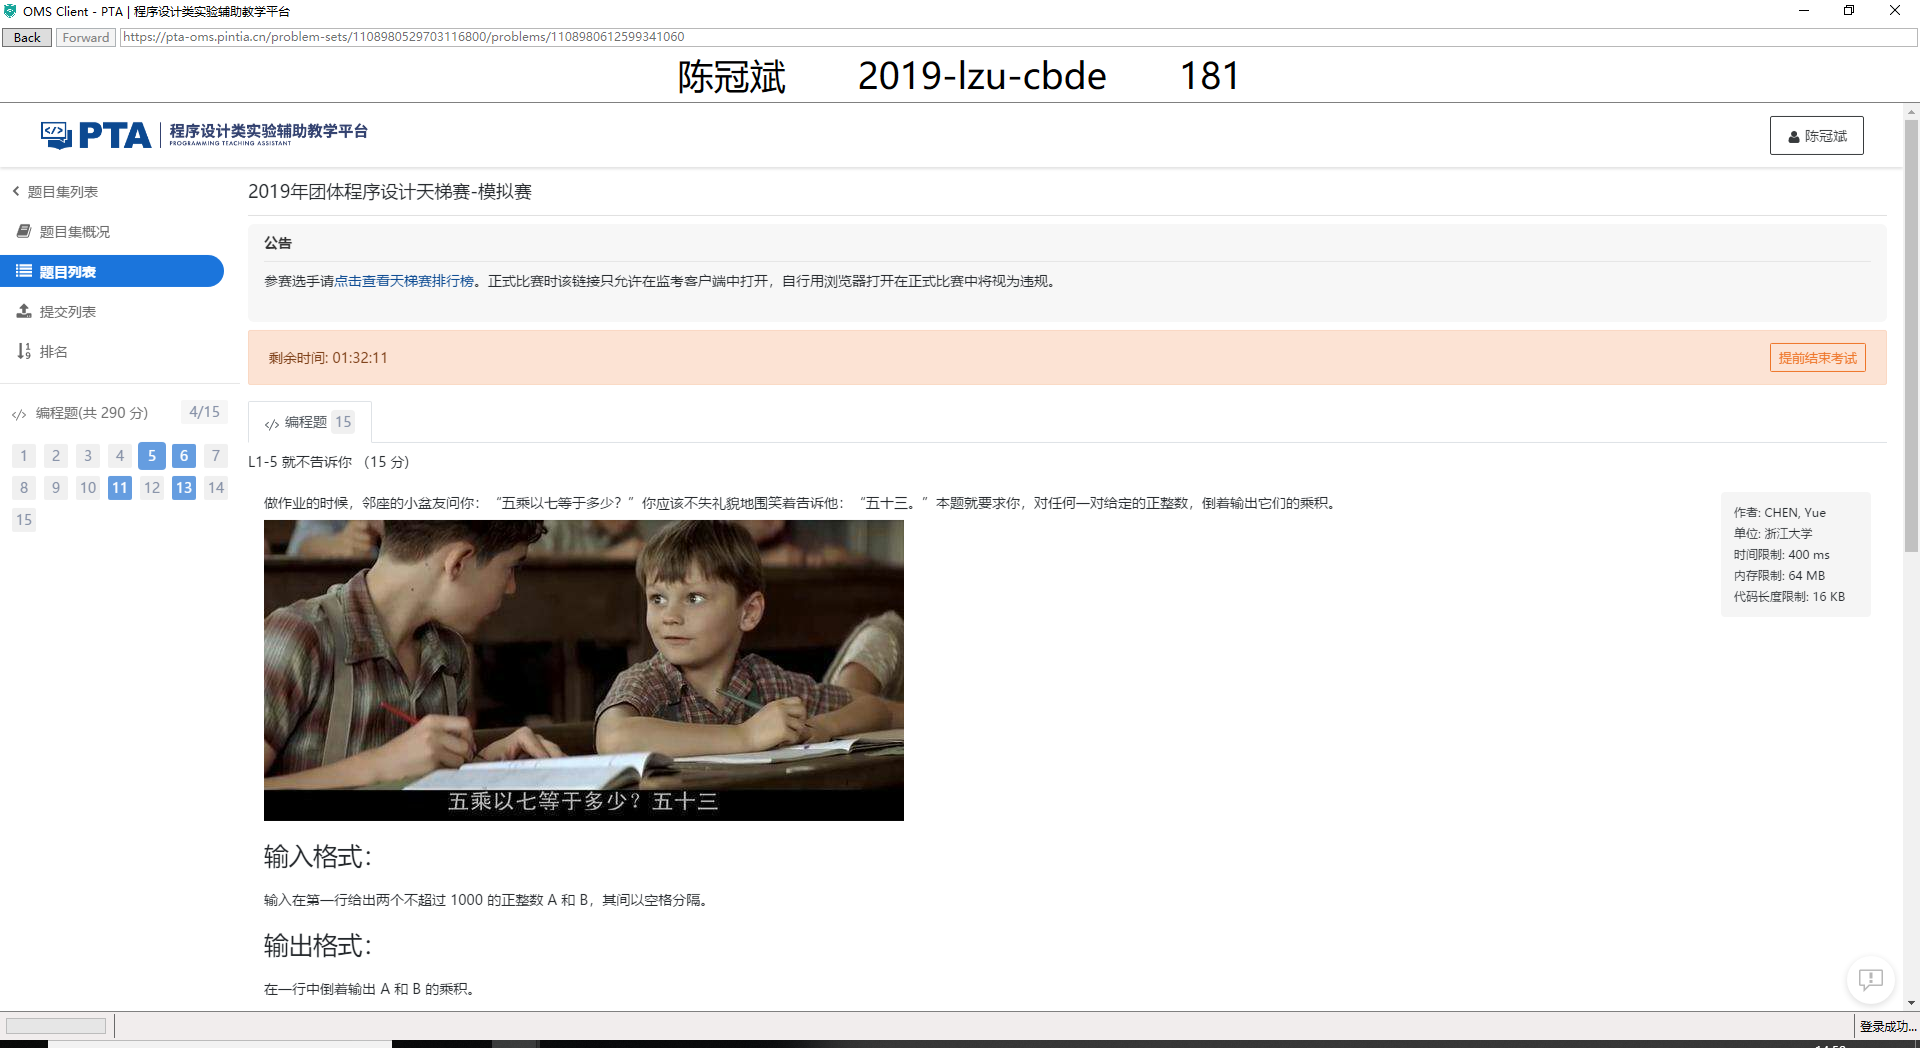 OMS Client - PTA | 程序设计类实验辅助教学平台
Back Forward https://pta-oms.pintia.cn/problem-sets/1108980529703116800/problems/1108980612599341060
陈冠斌 2019-lzu-cbde 181
PTA 程序设计类实验辅助教学平台
PROGRAMMING TEACHING ASSISTANT
陈冠斌
题目集列表
题目集概况
题目列表
提交列表
排名
编程题(共 290 分) 4/15
1 2 3 4 5 6 7
8 9 10 11 12 13 14
15
2019年团体程序设计天梯赛-模拟赛
公告
参赛选手请点击查看天梯赛排行榜。正式比赛时该链接只允许在监考客户端中打开，自行用浏览器打开在正式比赛中将视为违规。
剩余时间: 01:32:11
提前结束考试
编程题 15
L1-5 就不告诉你 （15 分）
做作业的时候，邻座的小盆友问你：“五乘以七等于多少？”你应该不失礼貌地围笑着告诉他：“五十三。”本题就要求你，对任何一对给定的正整数，倒着输出它们的乘积。
作者: CHEN, Yue
单位: 浙江大学
时间限制: 400 ms
内存限制: 64 MB
代码长度限制: 16 KB
五乘以七等于多少？五十三
输入格式：
输入在第一行给出两个不超过 1000 的正整数 A 和 B，其间以空格分隔。
输出格式：
在一行中倒着输出 A 和 B 的乘积。
登录成功...